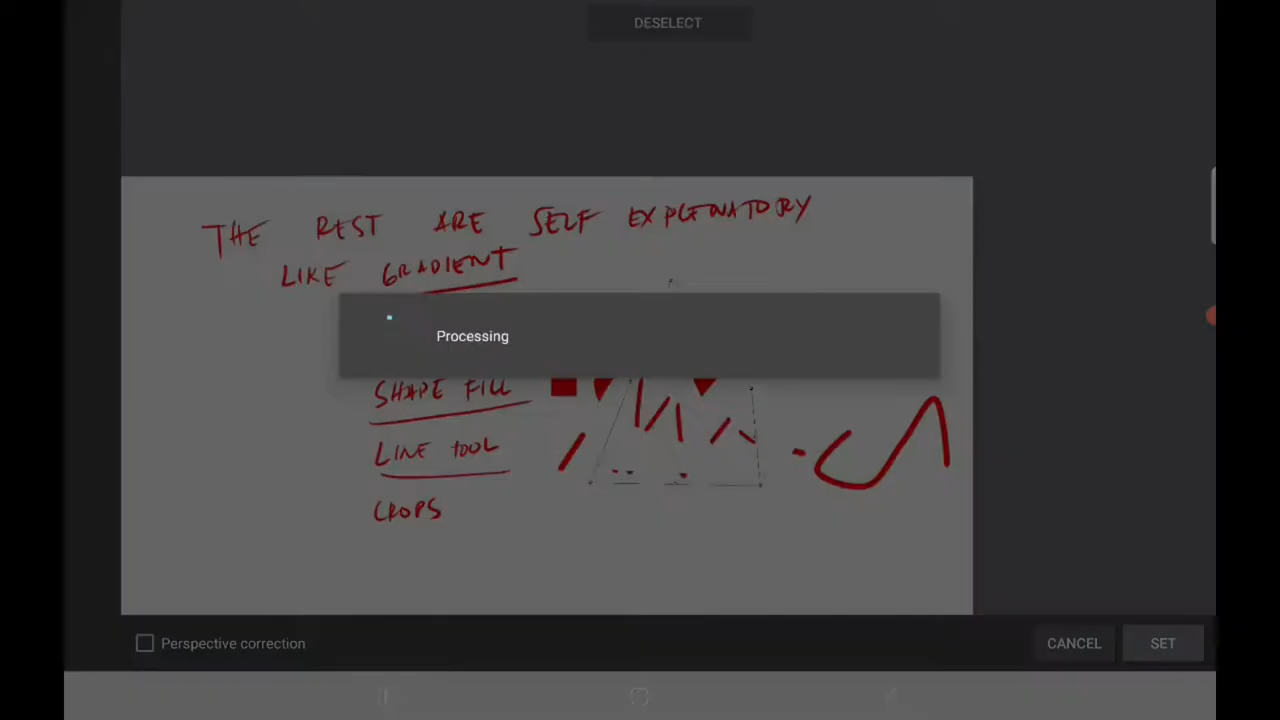 DESELECT
THE REST ARE SELF EXPLENATORY
LIKE GRADIENT
Processing
SHAPE FILL
LINE TOOL
CROPS
Perspective correction
CANCEL
SET